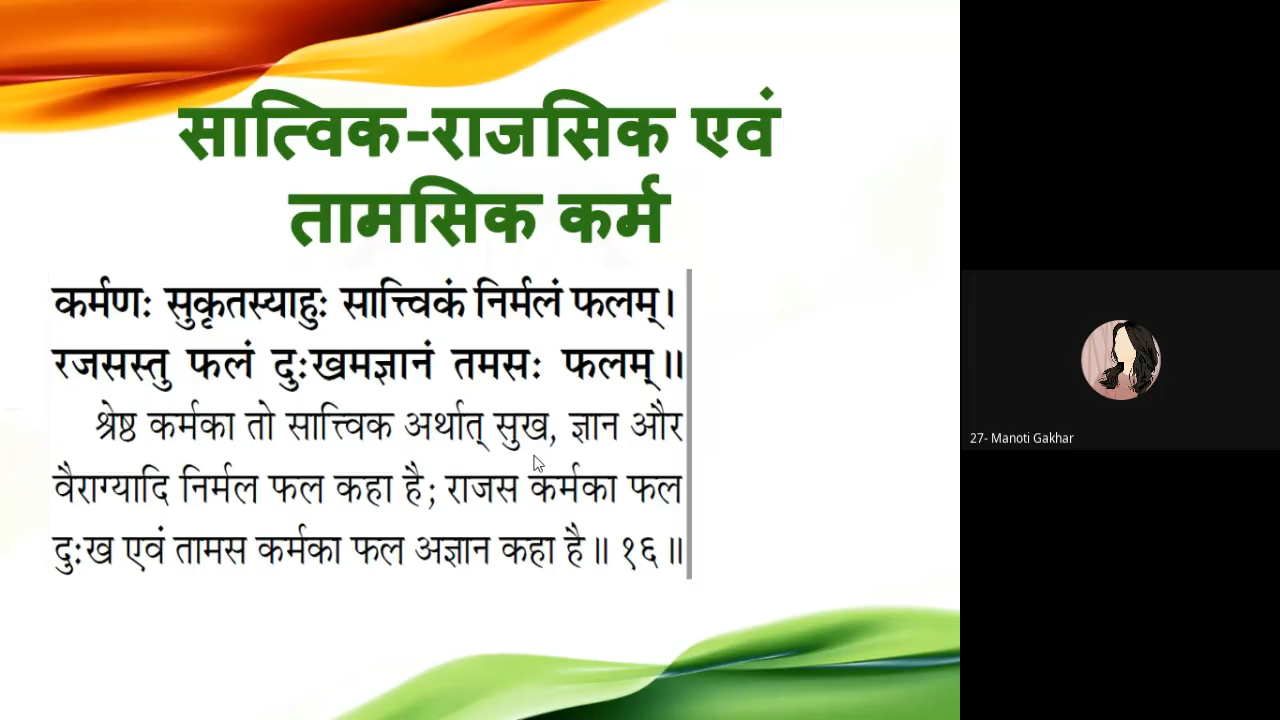 सात्विक-राजसिक एवं
तामसिक कर्म
कर्मणः सुकृतस्याहुः सात्त्विकं निर्मलं फलम्।
रजसस्तु फलं दुःखमज्ञानं तमसः फलम्॥
श्रेष्ठ कर्मका तो सात्त्विक अर्थात् सुख, ज्ञान और
वैराग्यादि निर्मल फल कहा है; राजस कर्मका फल
दुःख एवं तामस कर्मका फल अज्ञान कहा है॥ १६॥
27- Manoti Gakhar